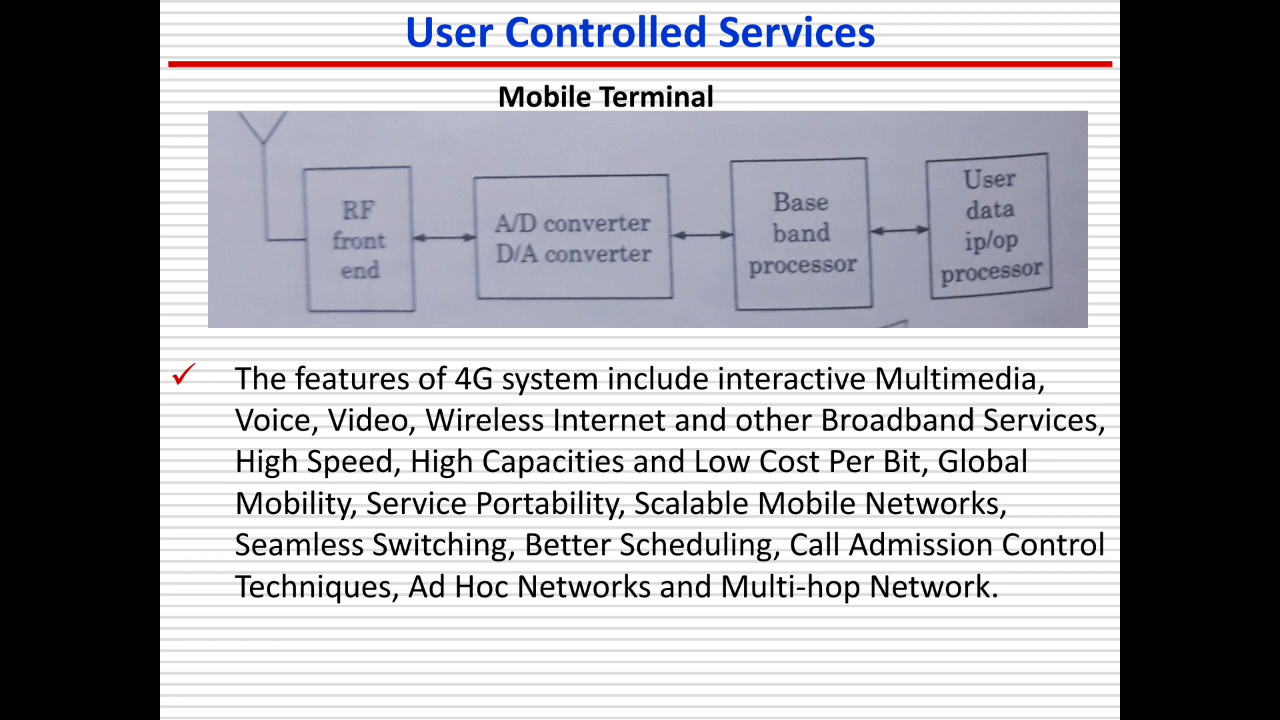 User Controlled Services
Mobile Terminal
RF
front
end
A/D converter
D/A converter
Base
band
processor
User
data
ip/op
processor
The features of 4G system include interactive Multimedia,
Voice, Video, Wireless Internet and other Broadband Services,
High Speed, High Capacities and Low Cost Per Bit, Global
Mobility, Service Portability, Scalable Mobile Networks,
Seamless Switching, Better Scheduling, Call Admission Control
Techniques, Ad Hoc Networks and Multi-hop Network.